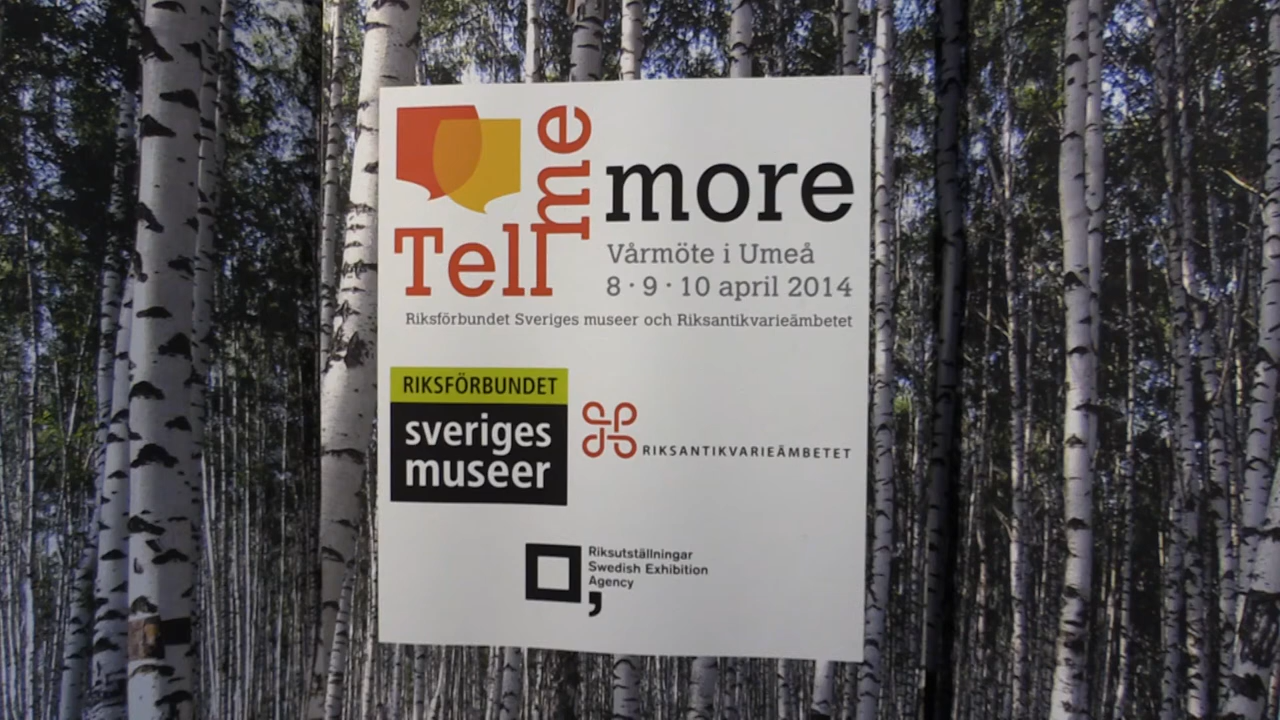 Tell me more
Vårmöte i Umeå
8 · 9 · 10 april 2014
Riksförbundet Sveriges museer och Riksantikvarieämbetet
RIKSFÖRBUNDET
sveriges
museer
RIKSANTIKVARIEÄMBETET
Riksutställningar
Swedish Exhibition
Agency